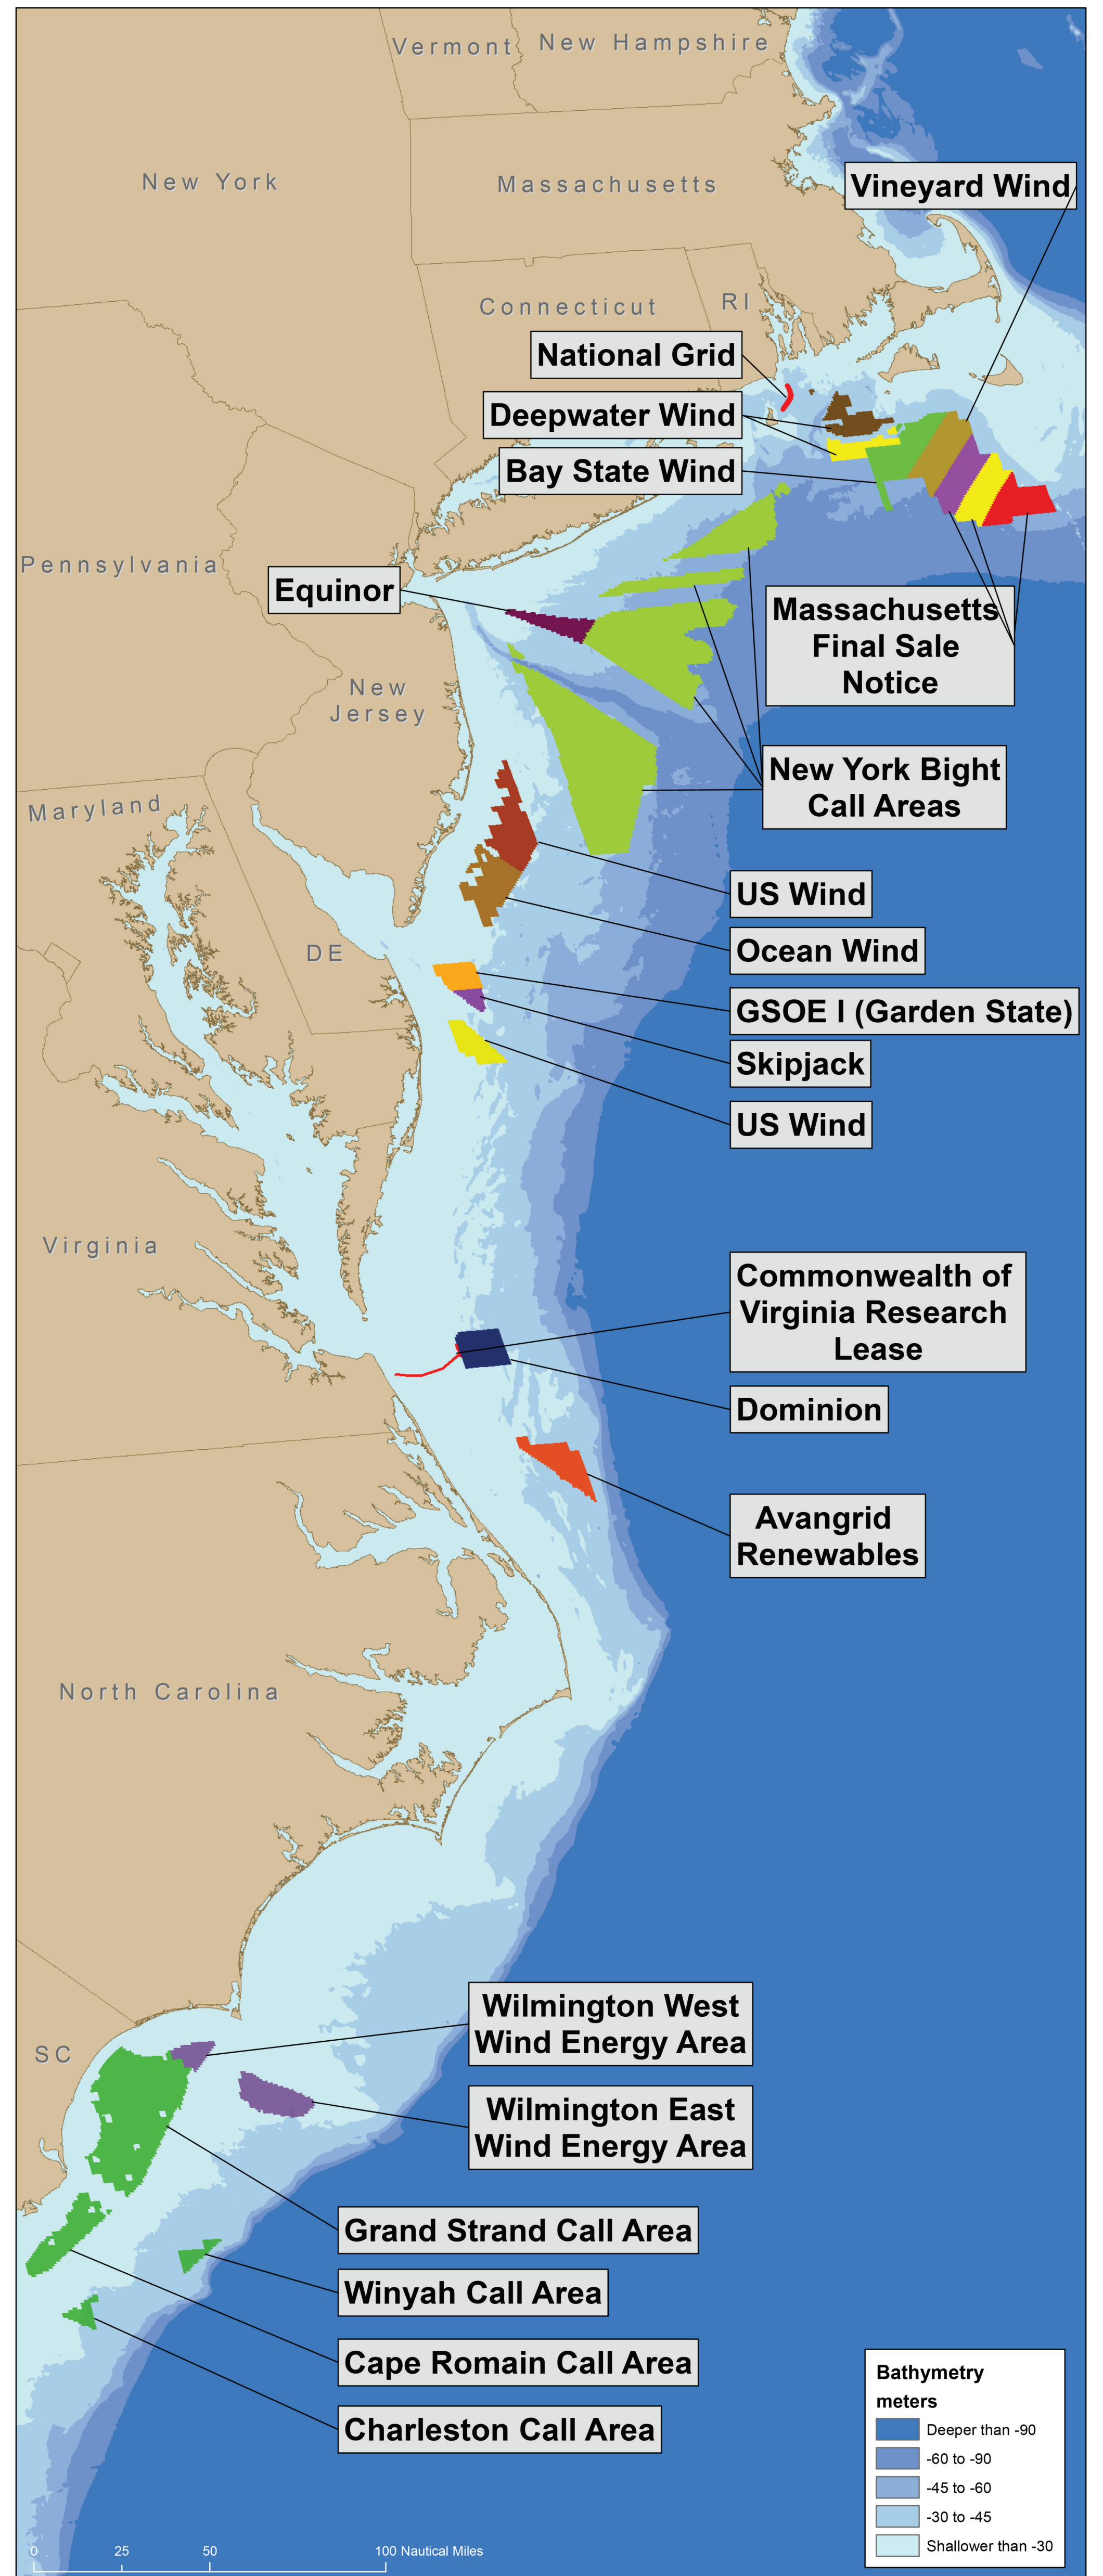 Vermont
New Hampshire
New York
Massachusetts
Vineyard Wind
Connecticut
RI
National Grid
Deepwater Wind
Bay State Wind
Pennsylvania
Equinor
Massachusetts
Final Sale
Notice
New
Jersey
New York Bight
Call Areas
Maryland
US Wind
Ocean Wind
DE
GSOE I (Garden State)
Skipjack
US Wind
Virginia
Commonwealth of
Virginia Research
Lease
Dominion
Avangrid
Renewables
North Carolina
Wilmington West
Wind Energy Area
SC
Wilmington East
Wind Energy Area
Grand Strand Call Area
Winyah Call Area
Cape Romain Call Area
Charleston Call Area
Bathymetry
meters
Deeper than -90
-60 to -90
-45 to -60
-30 to -45
Shallower than -30
0 25 50 100 Nautical Miles